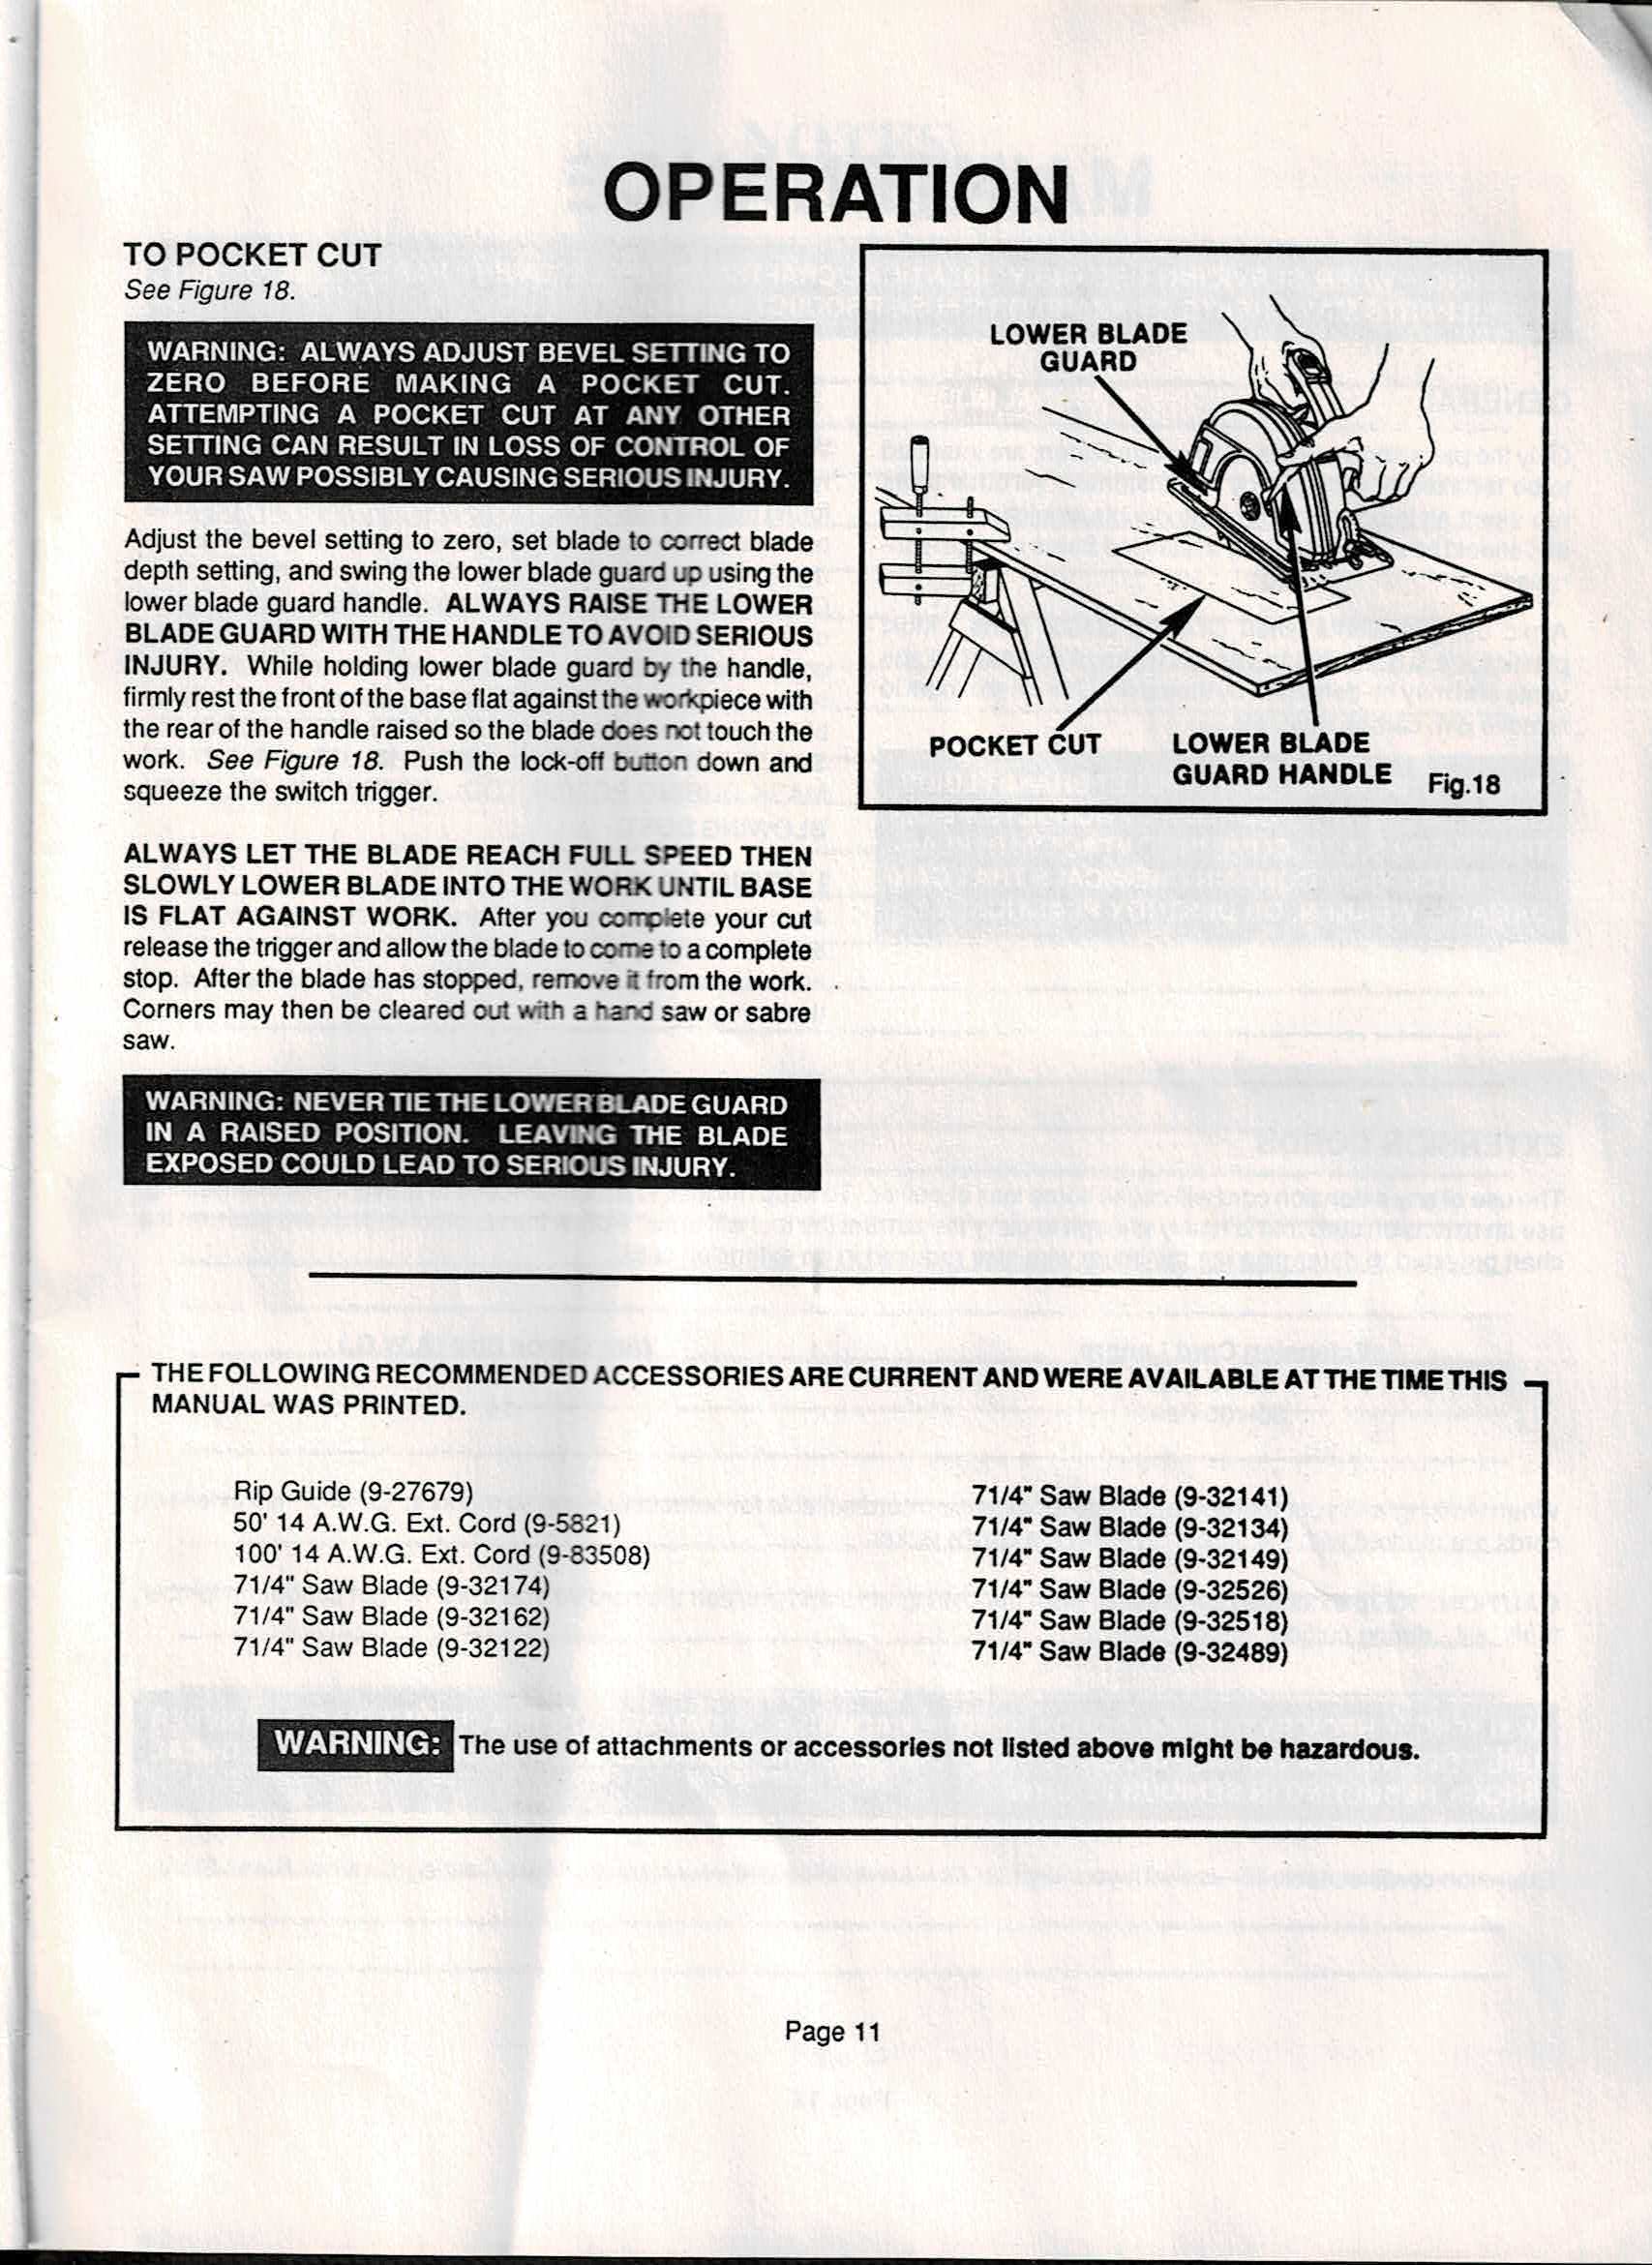 OPERATION
TO POCKET CUT
See Figure 18.
WARNING: ALWAYS ADJUST BEVEL SETTING TO
ZERO BEFORE MAKING A POCKET CUT.
ATTEMPTING A POCKET CUT AT ANY OTHER
SETTING CAN RESULT IN LOSS OF CONTROL OF
YOUR SAW POSSIBLY CAUSING SERIOUS INJURY.
Adjust the bevel setting to zero, set blade to correct blade
depth setting, and swing the lower blade guard up using the
lower blade guard handle. ALWAYS RAISE THE LOWER
BLADE GUARD WITH THE HANDLE TO AVOID SERIOUS
INJURY. While holding lower blade guard by the handle,
firmly rest the front of the base flat against the workpiece with
the rear of the handle raised so the blade does not touch the
work. See Figure 18. Push the lock-off button down and
squeeze the switch trigger.
ALWAYS LET THE BLADE REACH FULL SPEED THEN
SLOWLY LOWER BLADE INTO THE WORK UNTIL BASE
IS FLAT AGAINST WORK. After you complete your cut
release the trigger and allow the blade to come to a complete
stop. After the blade has stopped, remove it from the work.
Corners may then be cleared out with a hand saw or sabre
saw.
WARNING: NEVER TIE THE LOWER BLADE GUARD
IN A RAISED POSITION. LEAVING THE BLADE
EXPOSED COULD LEAD TO SERIOUS INJURY.
LOWER BLADE
GUARD
POCKET CUT
LOWER BLADE
GUARD HANDLE
Fig.18
THE FOLLOWING RECOMMENDED ACCESSORIES ARE CURRENT AND WERE AVAILABLE AT THE TIME THIS
MANUAL WAS PRINTED.
Rip Guide (9-27679)
50' 14 A.W.G. Ext. Cord (9-5821)
100' 14 A.W.G. Ext. Cord (9-83508)
71/4" Saw Blade (9-32174)
71/4" Saw Blade (9-32162)
71/4" Saw Blade (9-32122)
71/4" Saw Blade (9-32141)
71/4" Saw Blade (9-32134)
71/4" Saw Blade (9-32149)
71/4" Saw Blade (9-32526)
71/4" Saw Blade (9-32518)
71/4" Saw Blade (9-32489)
WARNING: The use of attachments or accessories not listed above might be hazardous.
Page 11